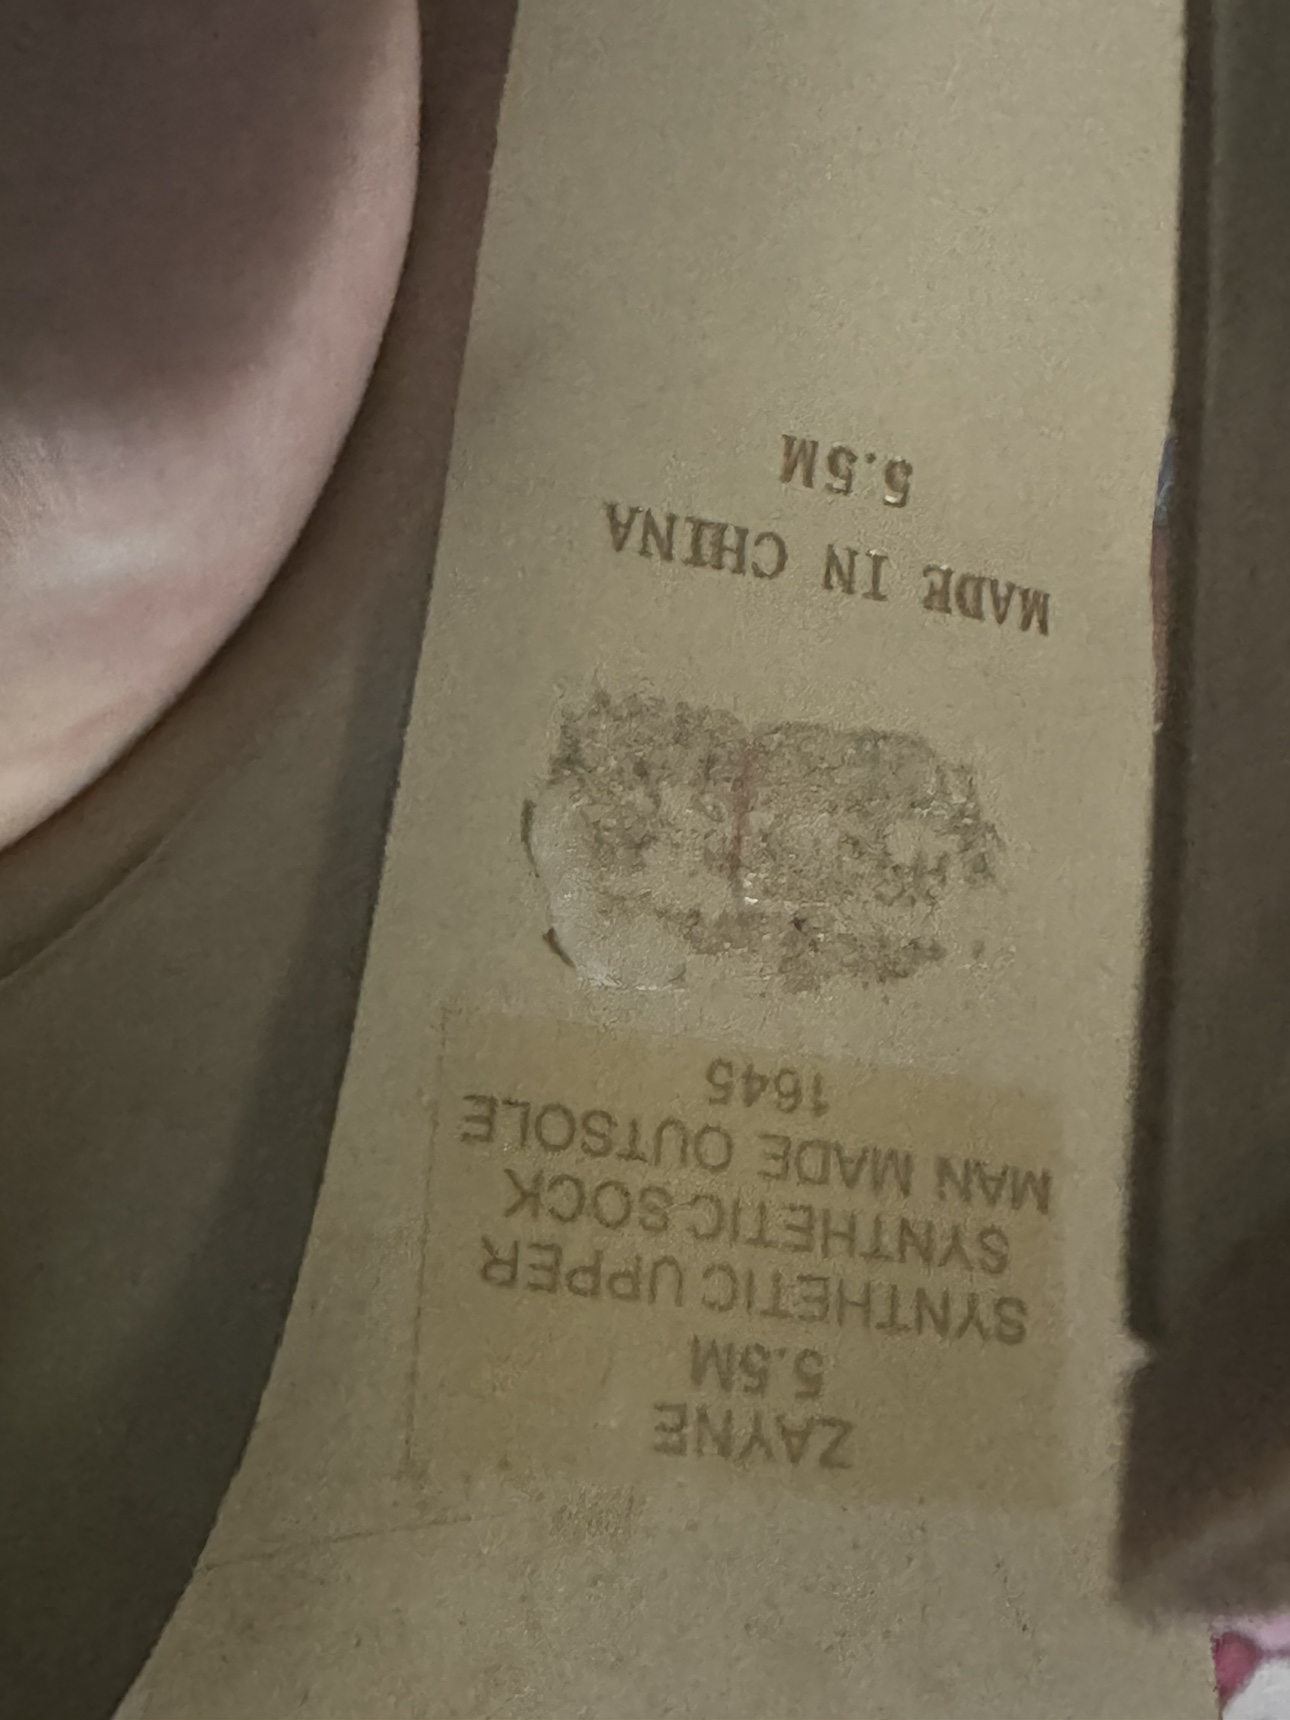 ZAYNE
5.5M
SYNTHETIC UPPER
SYNTHETIC SOCK
MAN MADE OUTSOLE
1645
MADE IN CHINA
5.5M